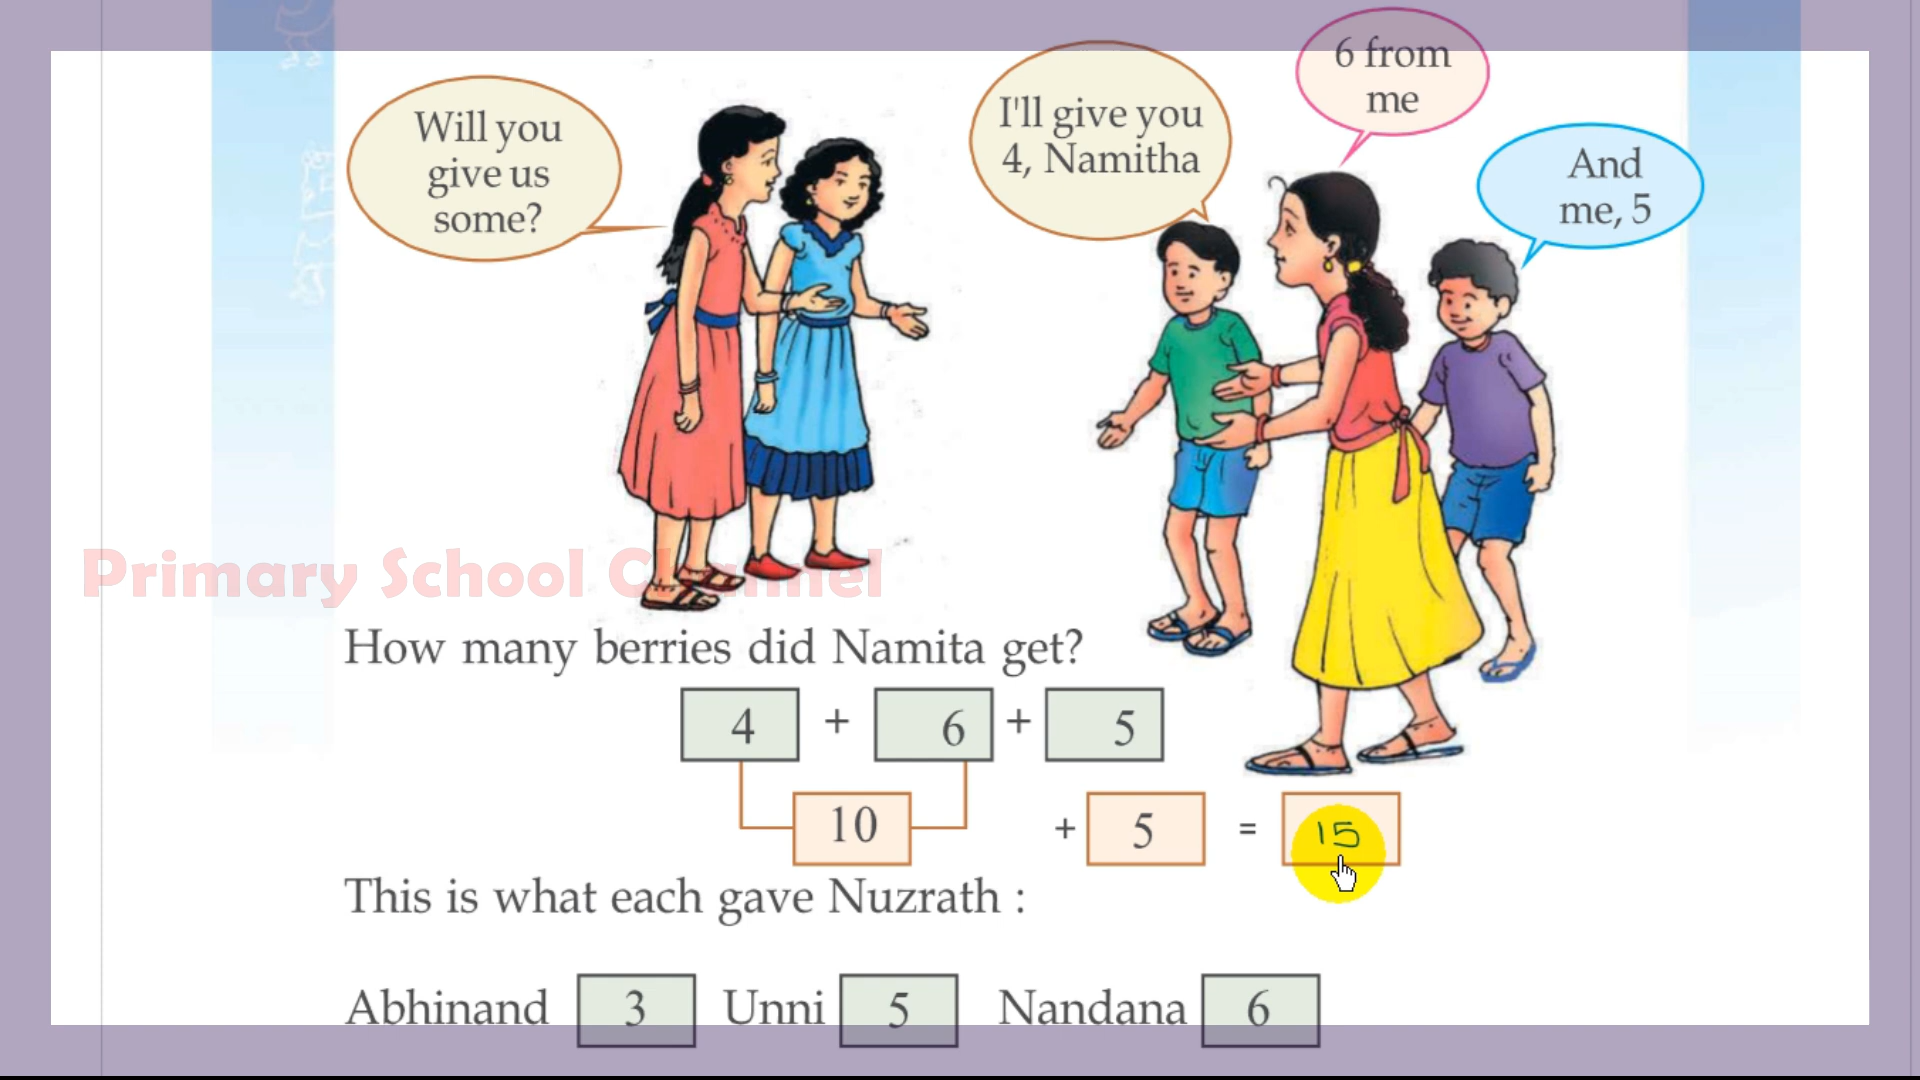 Will you
give us
some?
I'll give you
4, Namitha
6 from
me
And
me, 5
Primary School Channel
How many berries did Namita get?
4 + 6 + 5
10 + 5 = 15
This is what each gave Nuzrath :
Abhinand 3 Unni 5 Nandana 6